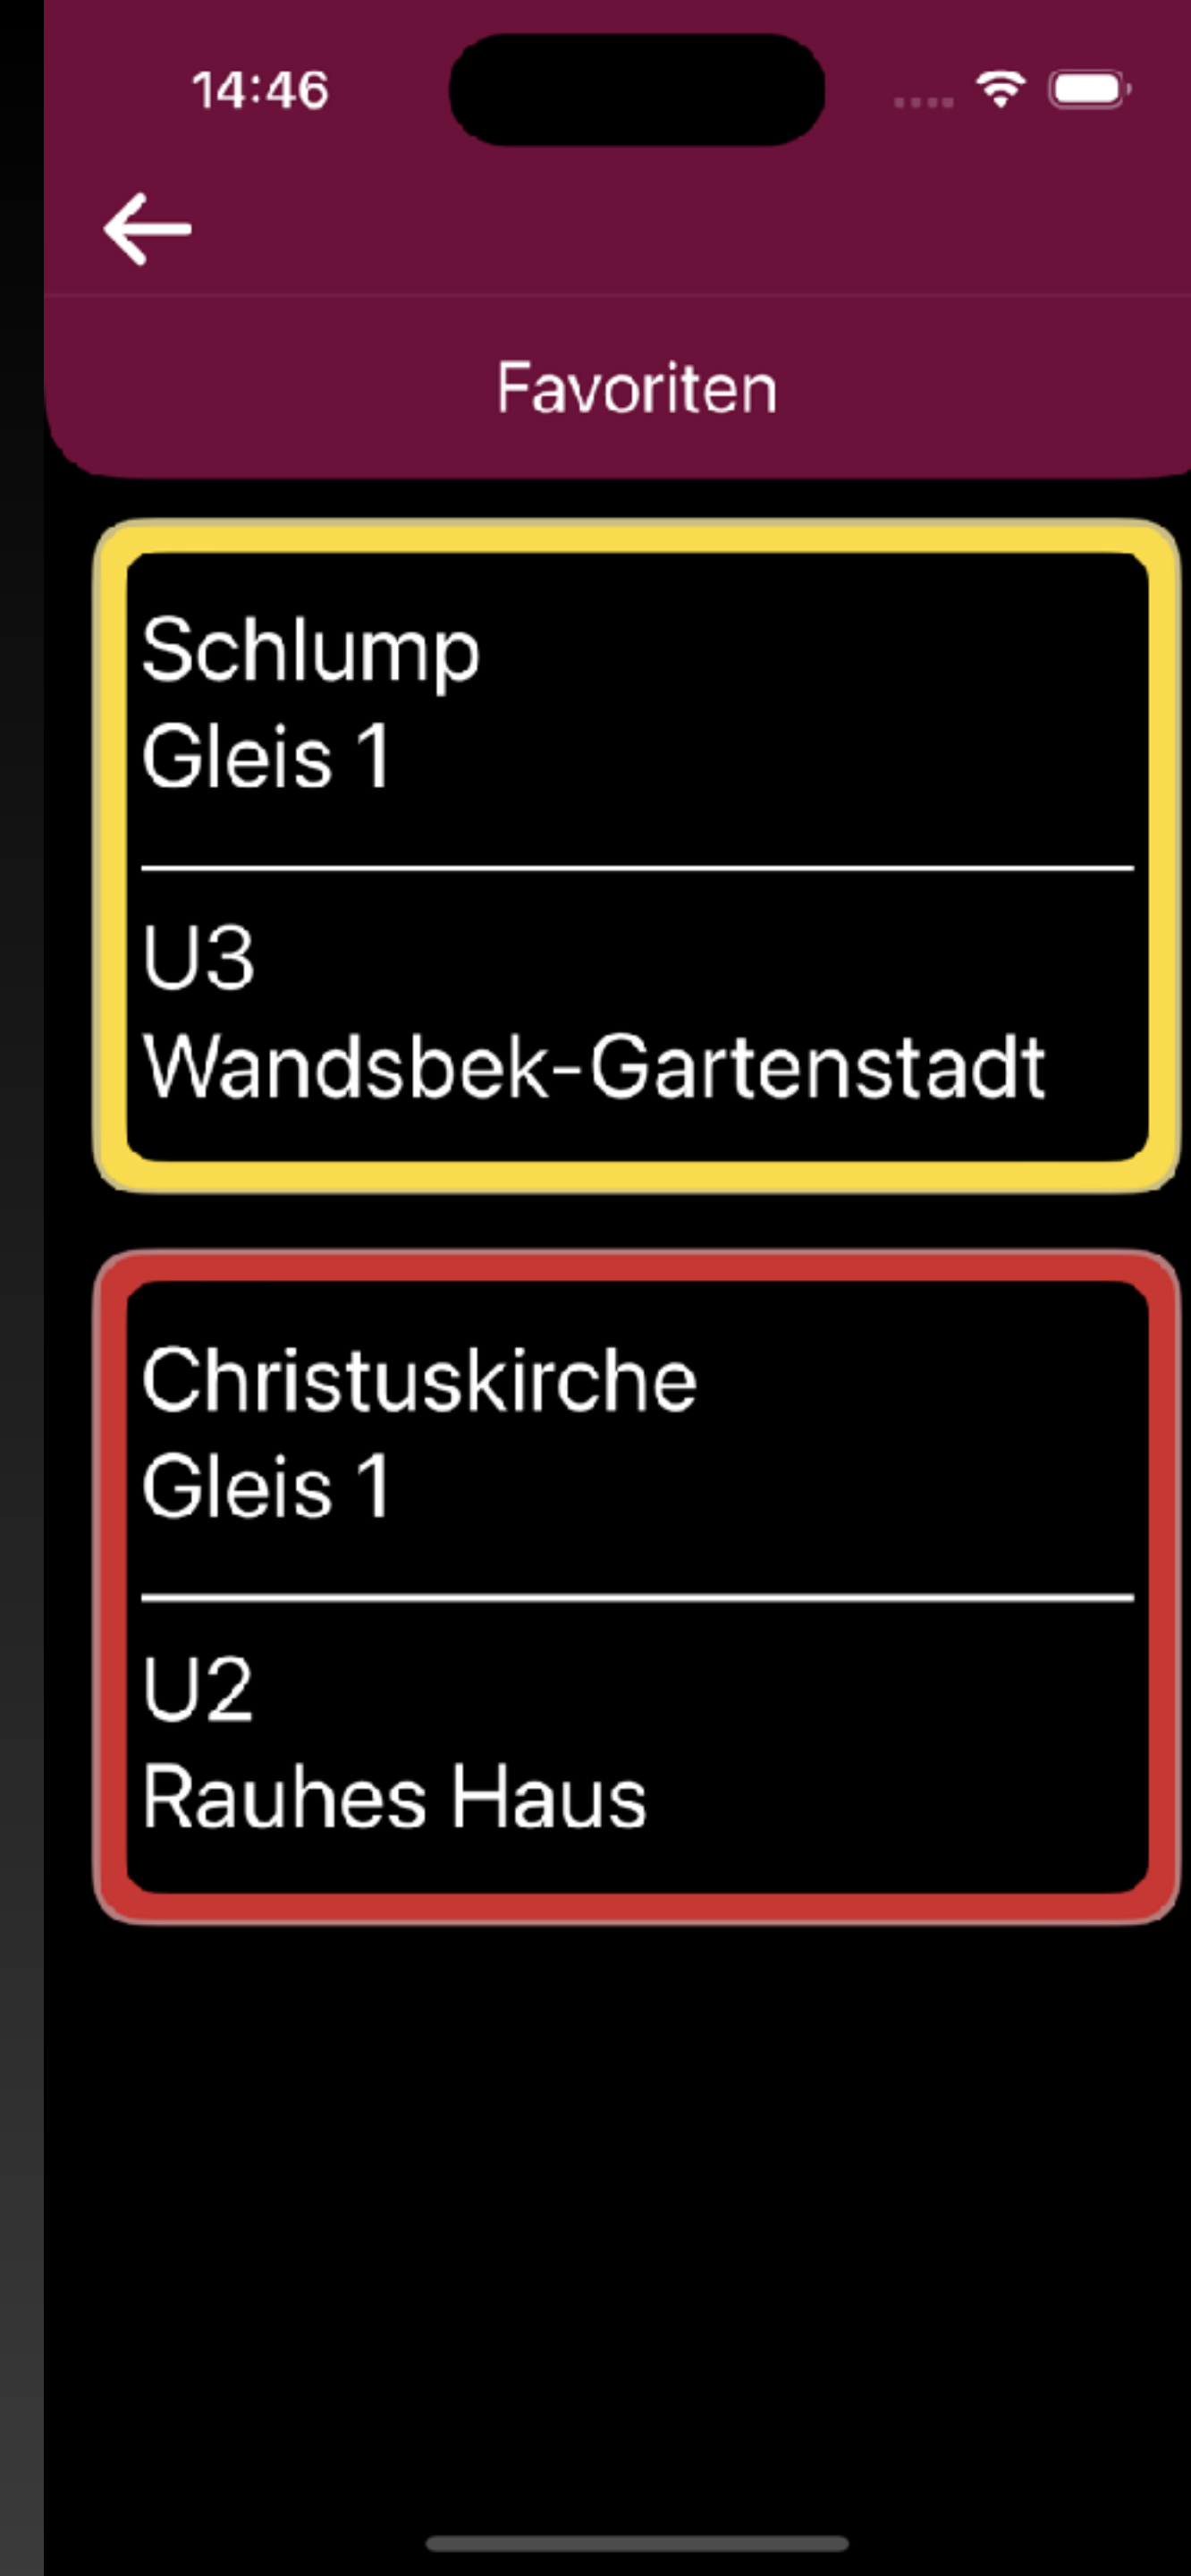 14:46
Favoriten
Schlump
Gleis 1
U3
Wandsbek-Gartenstadt
Christuskirche
Gleis 1
U2
Rauhes Haus